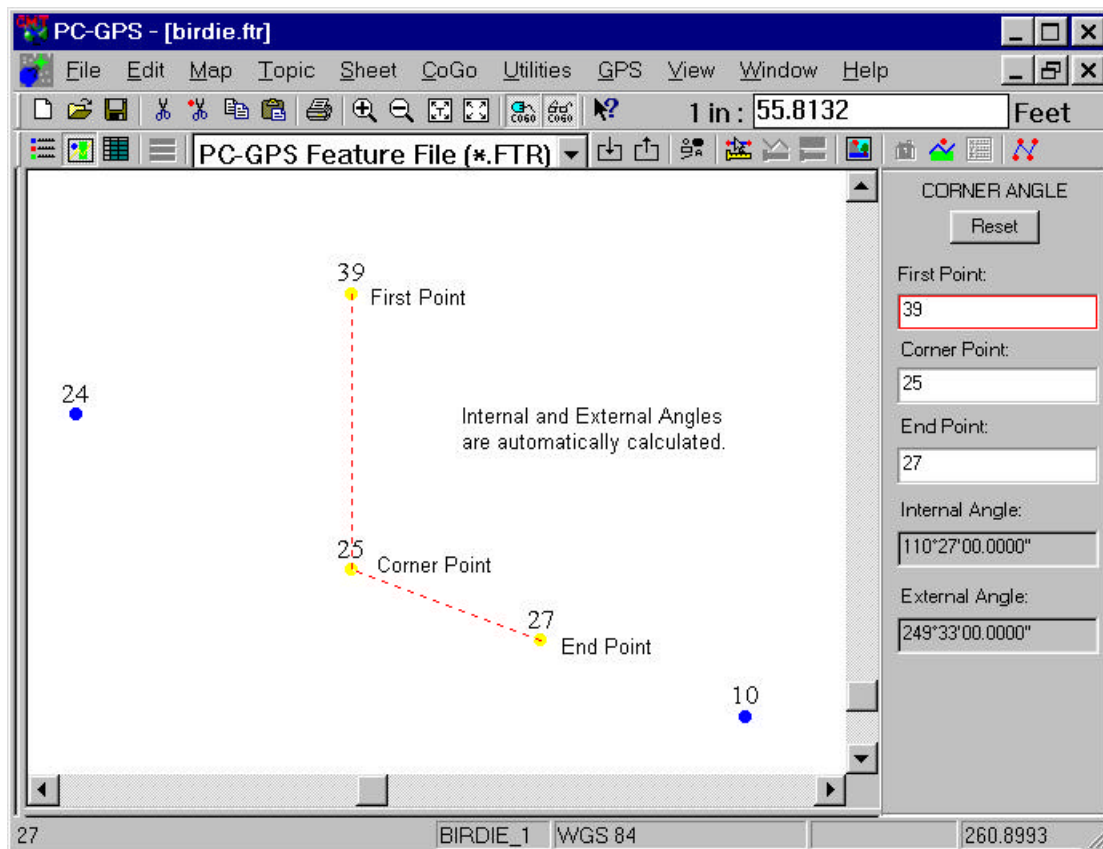 PC-GPS - [birdie.ftr]
File Edit Map Topic Sheet CoGo Utilities GPS View Window Help
COGO COGO 1 in : 55.8132 Feet
PC-GPS Feature File (*.FTR)
CORNER ANGLE
Reset
39
First Point
First Point:
39
24
Corner Point:
25
Internal and External Angles
are automatically calculated.
End Point:
27
Internal Angle:
110°27'00.0000"
25
Corner Point
External Angle:
249°33'00.0000"
27
End Point
10
27 BIRDIE_1 WGS 84 260.8993